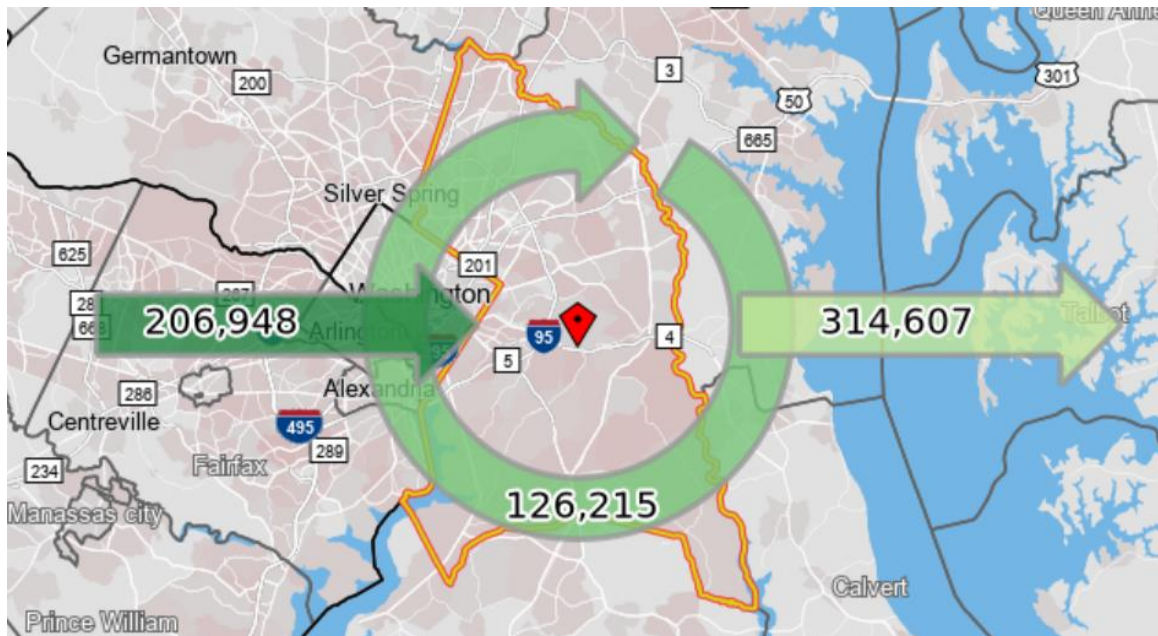 Queen Anne
Germantown
200
3
301
50
665
Silver Spring
625
201
Washington
206,948
Arlington
95
314,607
Talbot
4
5
Alexandria
286
Centreville
495
289
234
Fairfax
126,215
Manassas city
Calvert
Prince William